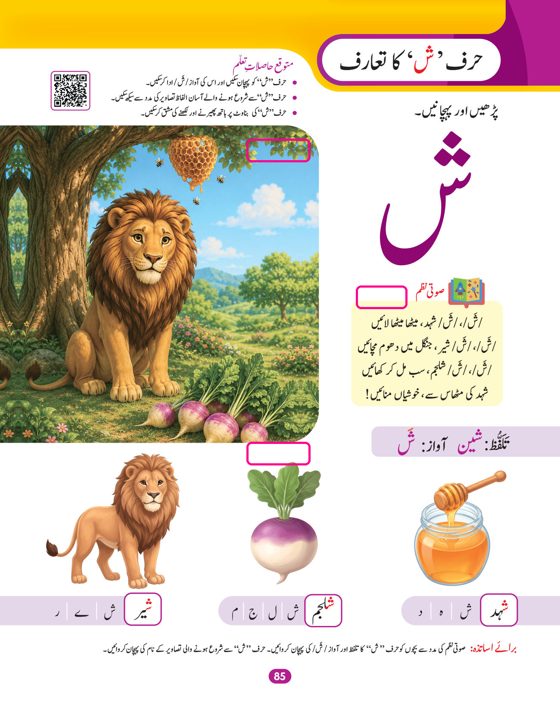 حرف ’ش‘ کا تعارف
متوقع حاصلاتِ تعلّم
• حرف ”ش“ کو پہچان سکیں اور اس کی آواز /شَ/ ادا کر سکیں۔
• حرف ”ش“ سے شروع ہونے والے آسان الفاظ تصاویر کی مدد سے سیکھ سکیں۔
• حرف ”ش“ کی بناوٹ پر ہاتھ پھیرنے اور لکھنے کی مشق کر سکیں۔
پڑھیں اور پہچانیں۔
ش
صوتی نظم
/شَ/، /شَ/ شہد، میٹھا میٹھا لائیں
/شَ/، /شَ/ شیر، جنگل میں دھوم مچائیں
/شَ/، /شَ/ شلجم، سب مل کر کھائیں
شہد کی مٹھاس سے، خوشیاں منائیں!
تَلَفُّظ: شین آواز: شَ
شہد ش ہ د
شلجم ش ل ج م
شیر ش ے ر
برائے اساتذہ: صوتی نظم کی مدد سے بچوں کو حرف ”ش“ کا تلفظ اور آواز /شَ/ کی پہچان کروائیں۔ حرف ”ش“ سے شروع ہونے والی تصاویر کے نام کی پہچان کروائیں۔
85